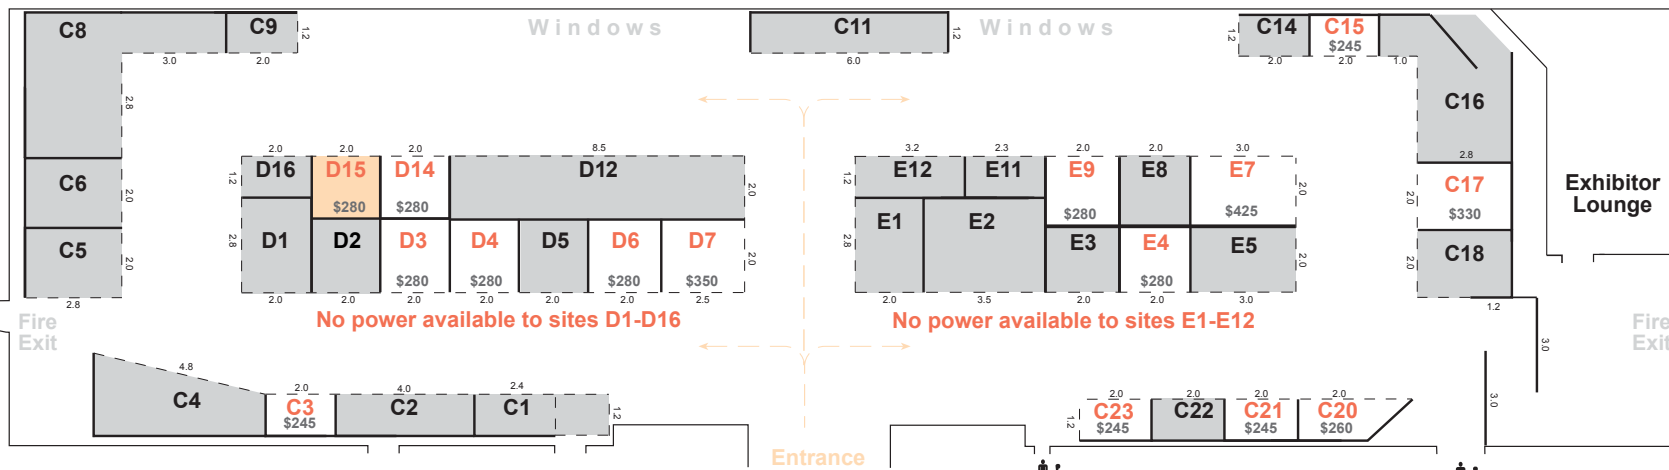 C8
C9
1.2
3.0
2.0
2.8
Windows
C11
1.2
6.0
Windows
1.2
C14
C15
$245
2.0
2.0
1.0
C16
2.8
C6
2.0
C5
2.0
2.8
2.0
2.0
2.0
8.5
1.2
D16
D15
$280
D14
$280
D12
2.0
2.8
D1
D2
D3
$280
D4
$280
D5
D6
$280
D7
$350
2.0
2.0
2.0
2.0
2.0
2.0
2.0
2.5
No power available to sites D1-D16
3.2
2.3
2.0
2.0
3.0
1.2
E12
E11
E9
$280
E8
E7
$425
2.0
2.8
E1
E2
E3
E4
$280
E5
2.0
2.0
3.5
2.0
2.0
3.0
No power available to sites E1-E12
2.0
C17
$330
2.0
C18
1.2
Exhibitor
Lounge
Fire
Exit
Fire
Exit
3.0
3.0
4.8
C4
2.0
C3
$245
4.0
C2
2.4
C1
1.2
Entrance
2.0
2.0
2.0
2.0
1.2
C23
$245
C22
C21
$245
C20
$260